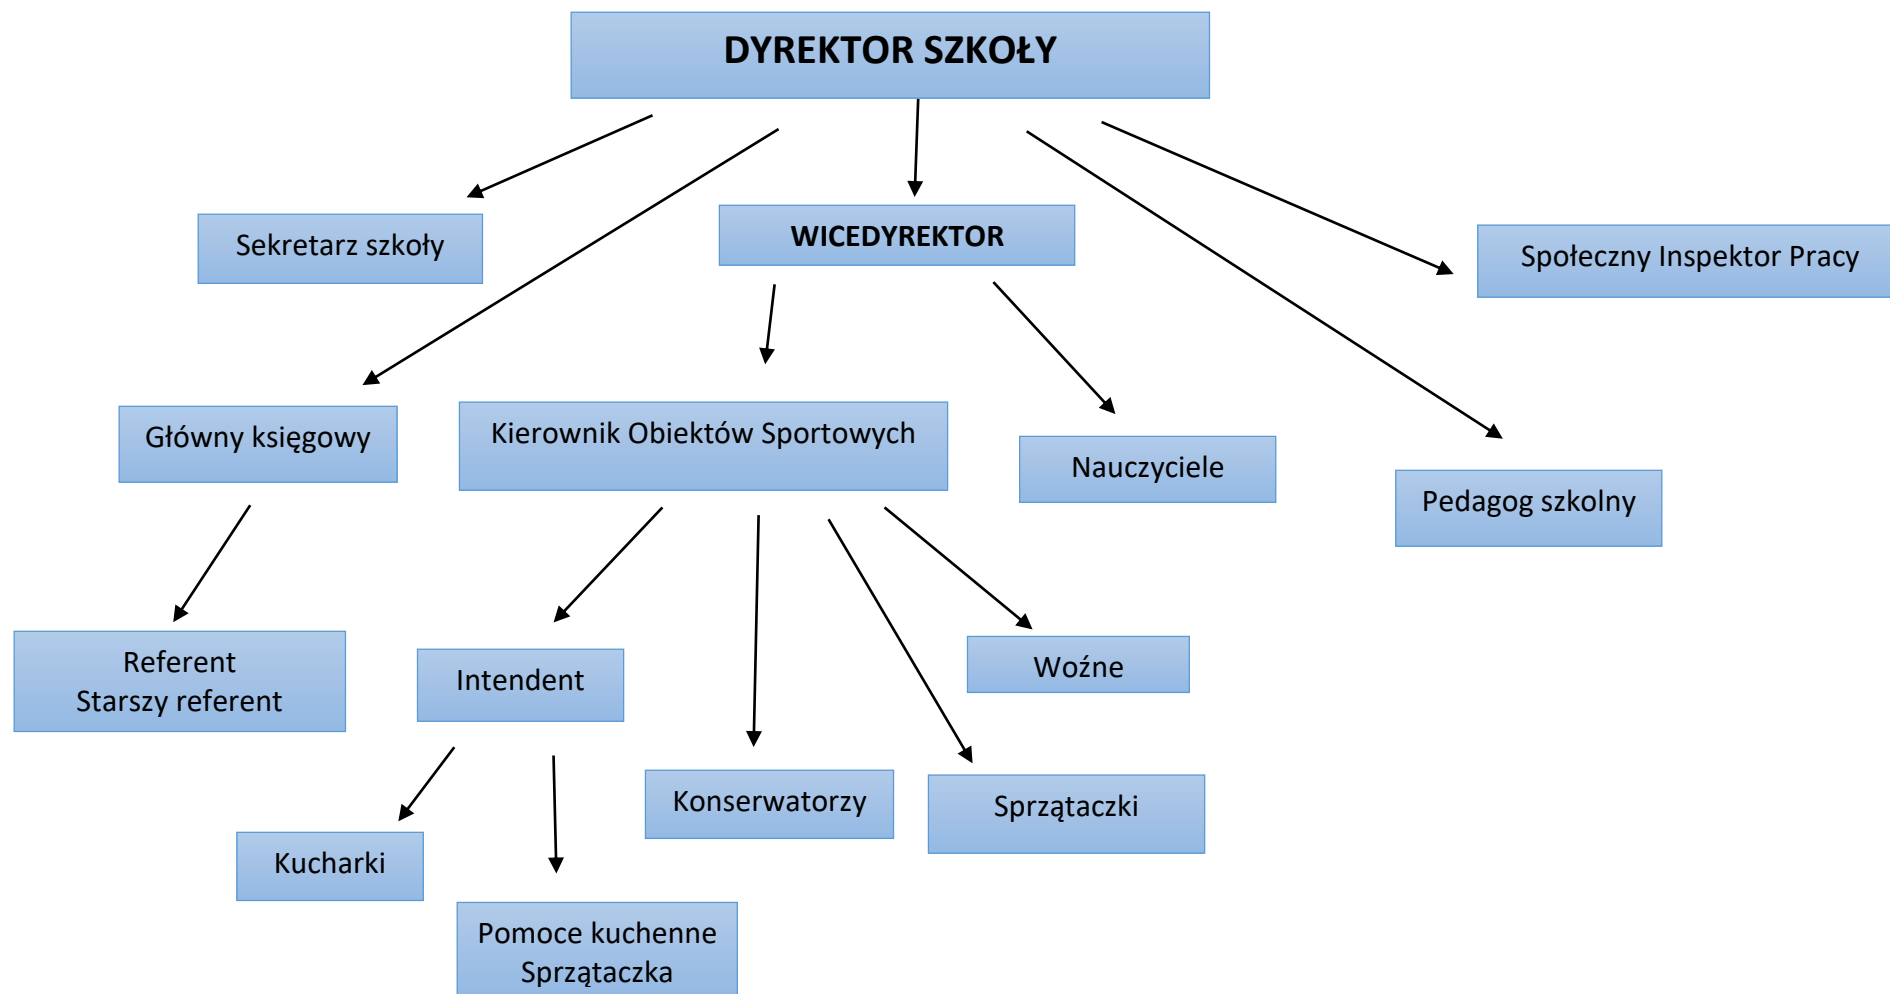 DYREKTOR SZKOŁY
Sekretarz szkoły
WICEDYREKTOR
Społeczny Inspektor Pracy
Główny księgowy
Kierownik Obiektów Sportowych
Nauczyciele
Pedagog szkolny
Referent
Starszy referent
Intendent
Woźne
Konserwatorzy
Sprzątaczki
Kucharki
Pomoce kuchenne
Sprzątaczka